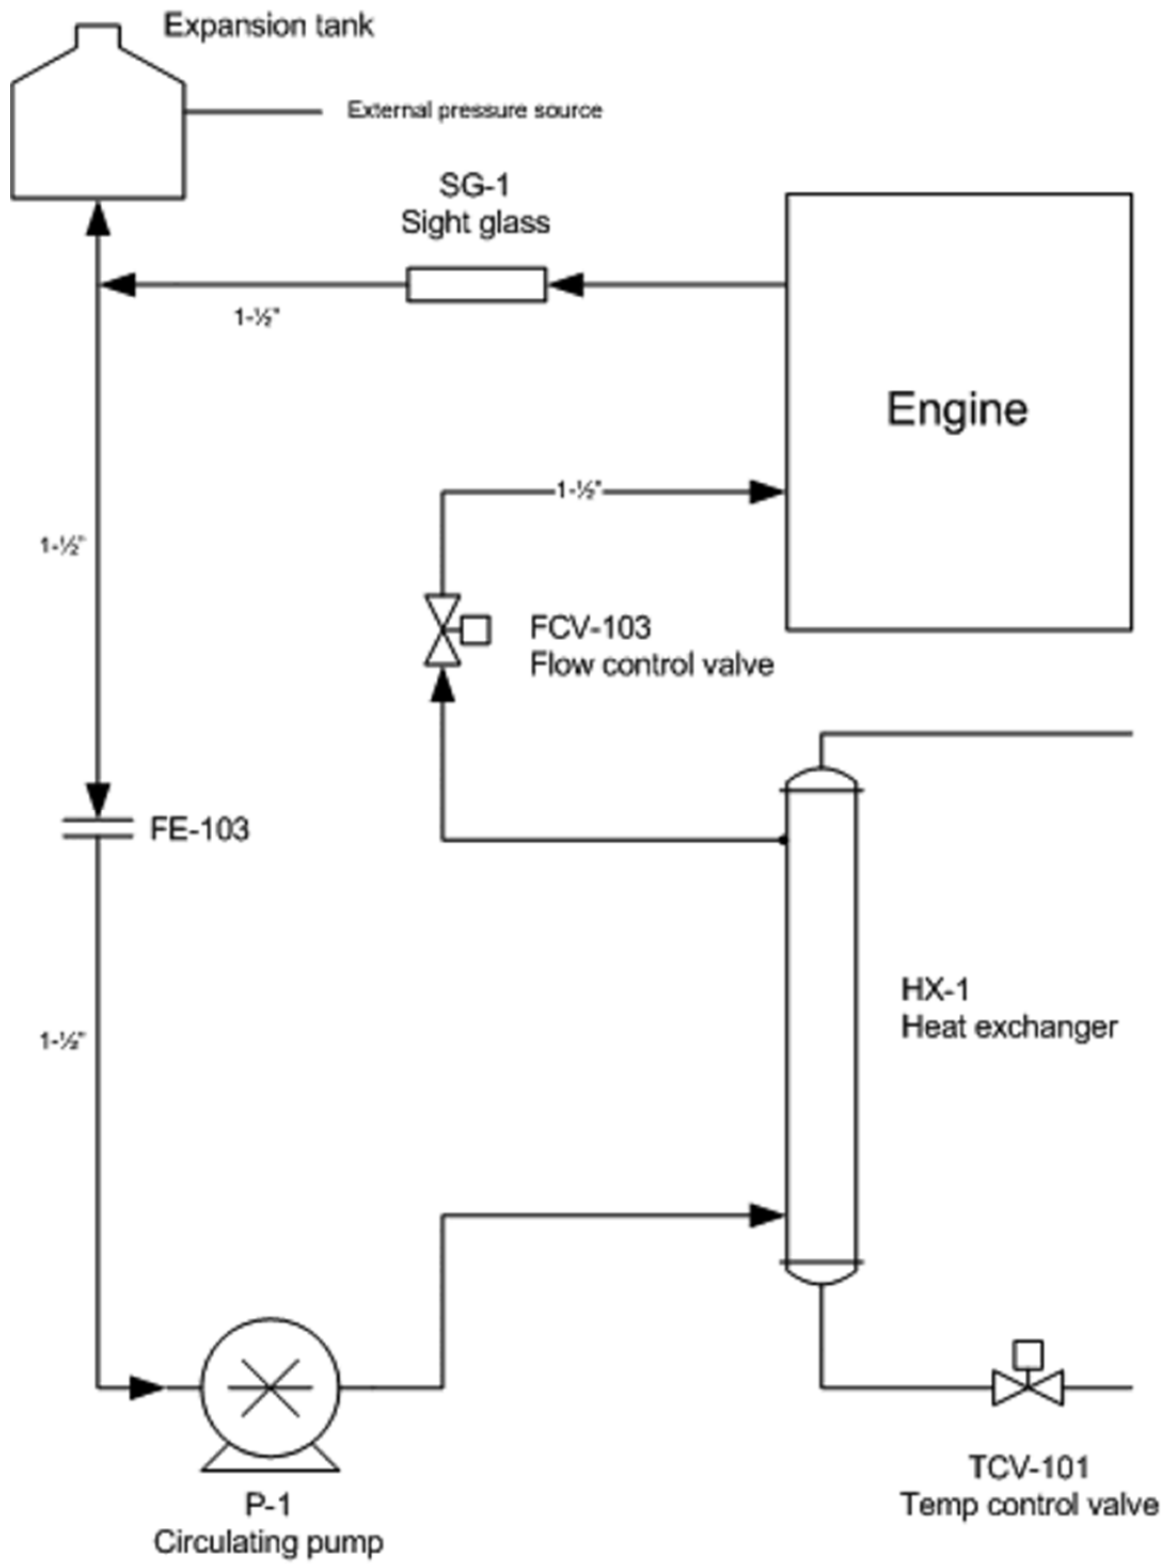 Expansion tank
External pressure source
SG-1
Sight glass
1-½"
Engine
1-½"
1-½"
FCV-103
Flow control valve
FE-103
HX-1
Heat exchanger
1-½"
P-1
Circulating pump
TCV-101
Temp control valve